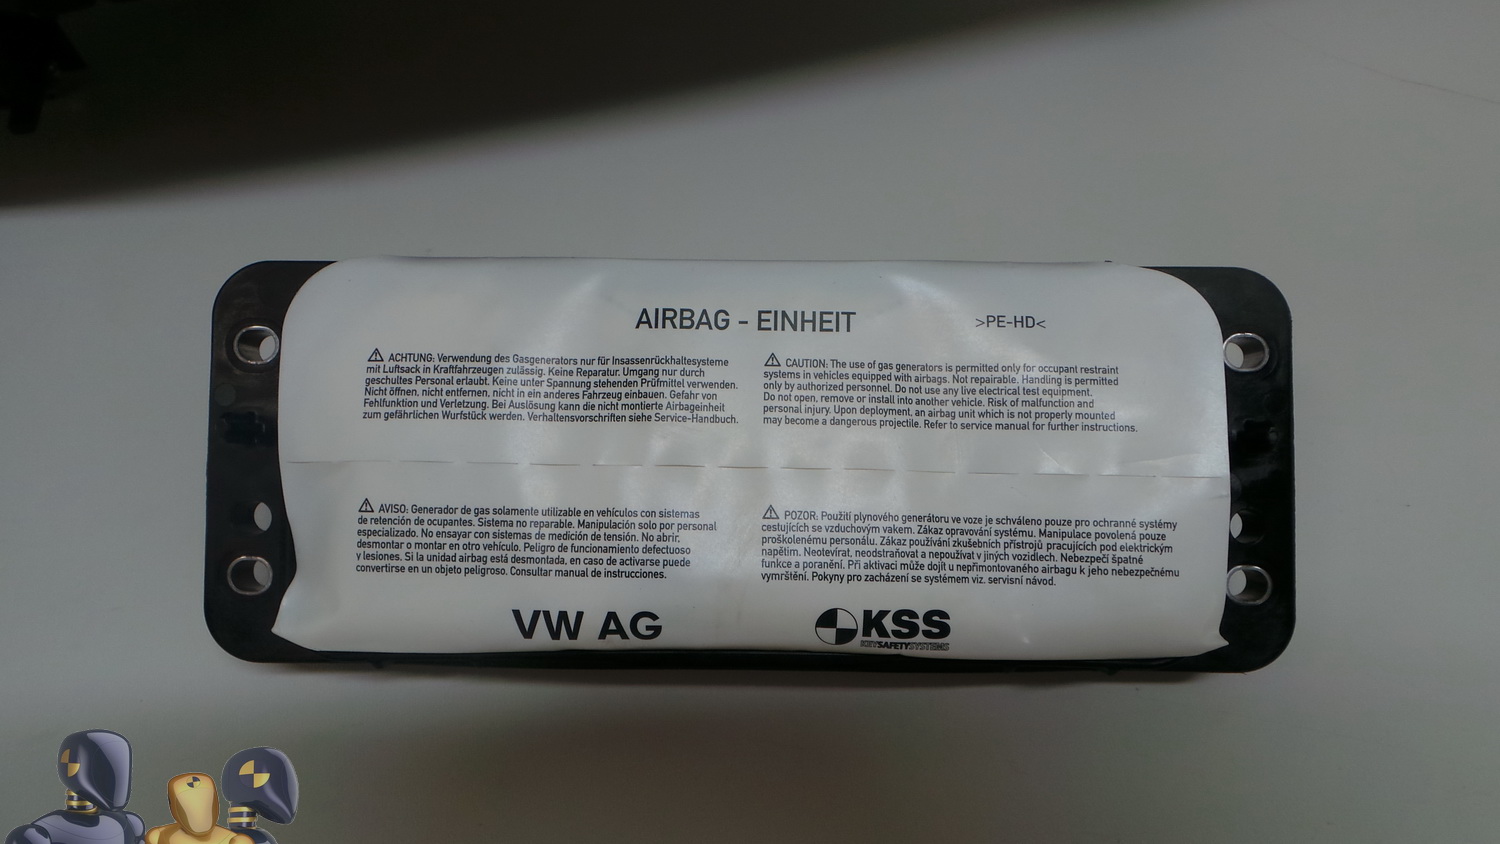 AIRBAG - EINHEIT
>PE-HD<
⚠ ACHTUNG: Verwendung des Gasgenerators nur für Insassenrückhaltesysteme
mit Luftsack in Kraftfahrzeugen zulässig. Keine Reparatur. Umgang nur durch
geschultes Personal erlaubt. Keine unter Spannung stehenden Prüfmittel verwenden.
Nicht öffnen, nicht entfernen, nicht in ein anderes Fahrzeug einbauen. Gefahr von
Fehlfunktion und Verletzung. Bei Auslösung kann die nicht montierte Airbageinheit
zum gefährlichen Wurfstück werden. Verhaltensvorschriften siehe Service-Handbuch.
⚠ CAUTION: The use of gas generators is permitted only for occupant restraint
systems in vehicles equipped with airbags. Not repairable. Handling is permitted
only by authorized personnel. Do not use any live electrical test equipment.
Do not open, remove or install into another vehicle. Risk of malfunction and
personal injury. Upon deployment, an airbag unit which is not properly mounted
may become a dangerous projectile. Refer to service manual for further instructions.
⚠ AVISO: Generador de gas solamente utilizable en vehículos con sistemas
de retención de ocupantes. Sistema no reparable. Manipulación solo por personal
especializado. No ensayar con sistemas de medición de tensión. No abrir,
desmontar o montar en otro vehículo. Peligro de funcionamiento defectuoso
y lesiones. Si la unidad airbag está desmontada, en caso de activarse puede
convertirse en un objeto peligroso. Consultar manual de instrucciones.
⚠ POZOR: Použití plynového generátoru ve voze je schváleno pouze pro ochranné systémy
cestujících se vzduchovým vakem. Zákaz opravování systému. Manipulace povolená pouze
proškolenému personálu. Zákaz používání zkušebních přístrojů pracujících pod elektrickým
napětím. Neotevírat, neodstraňovat a nepoužívat v jiných vozidlech. Nebezpečí špatné
funkce a poranění. Při aktivaci může dojít u nepřimontovaného airbagu k jeho nebezpečnému
vymrštění. Pokyny pro zacházení se systémem viz. servisní návod.
VW AG
KSS
KEYSAFETYSYSTEMS